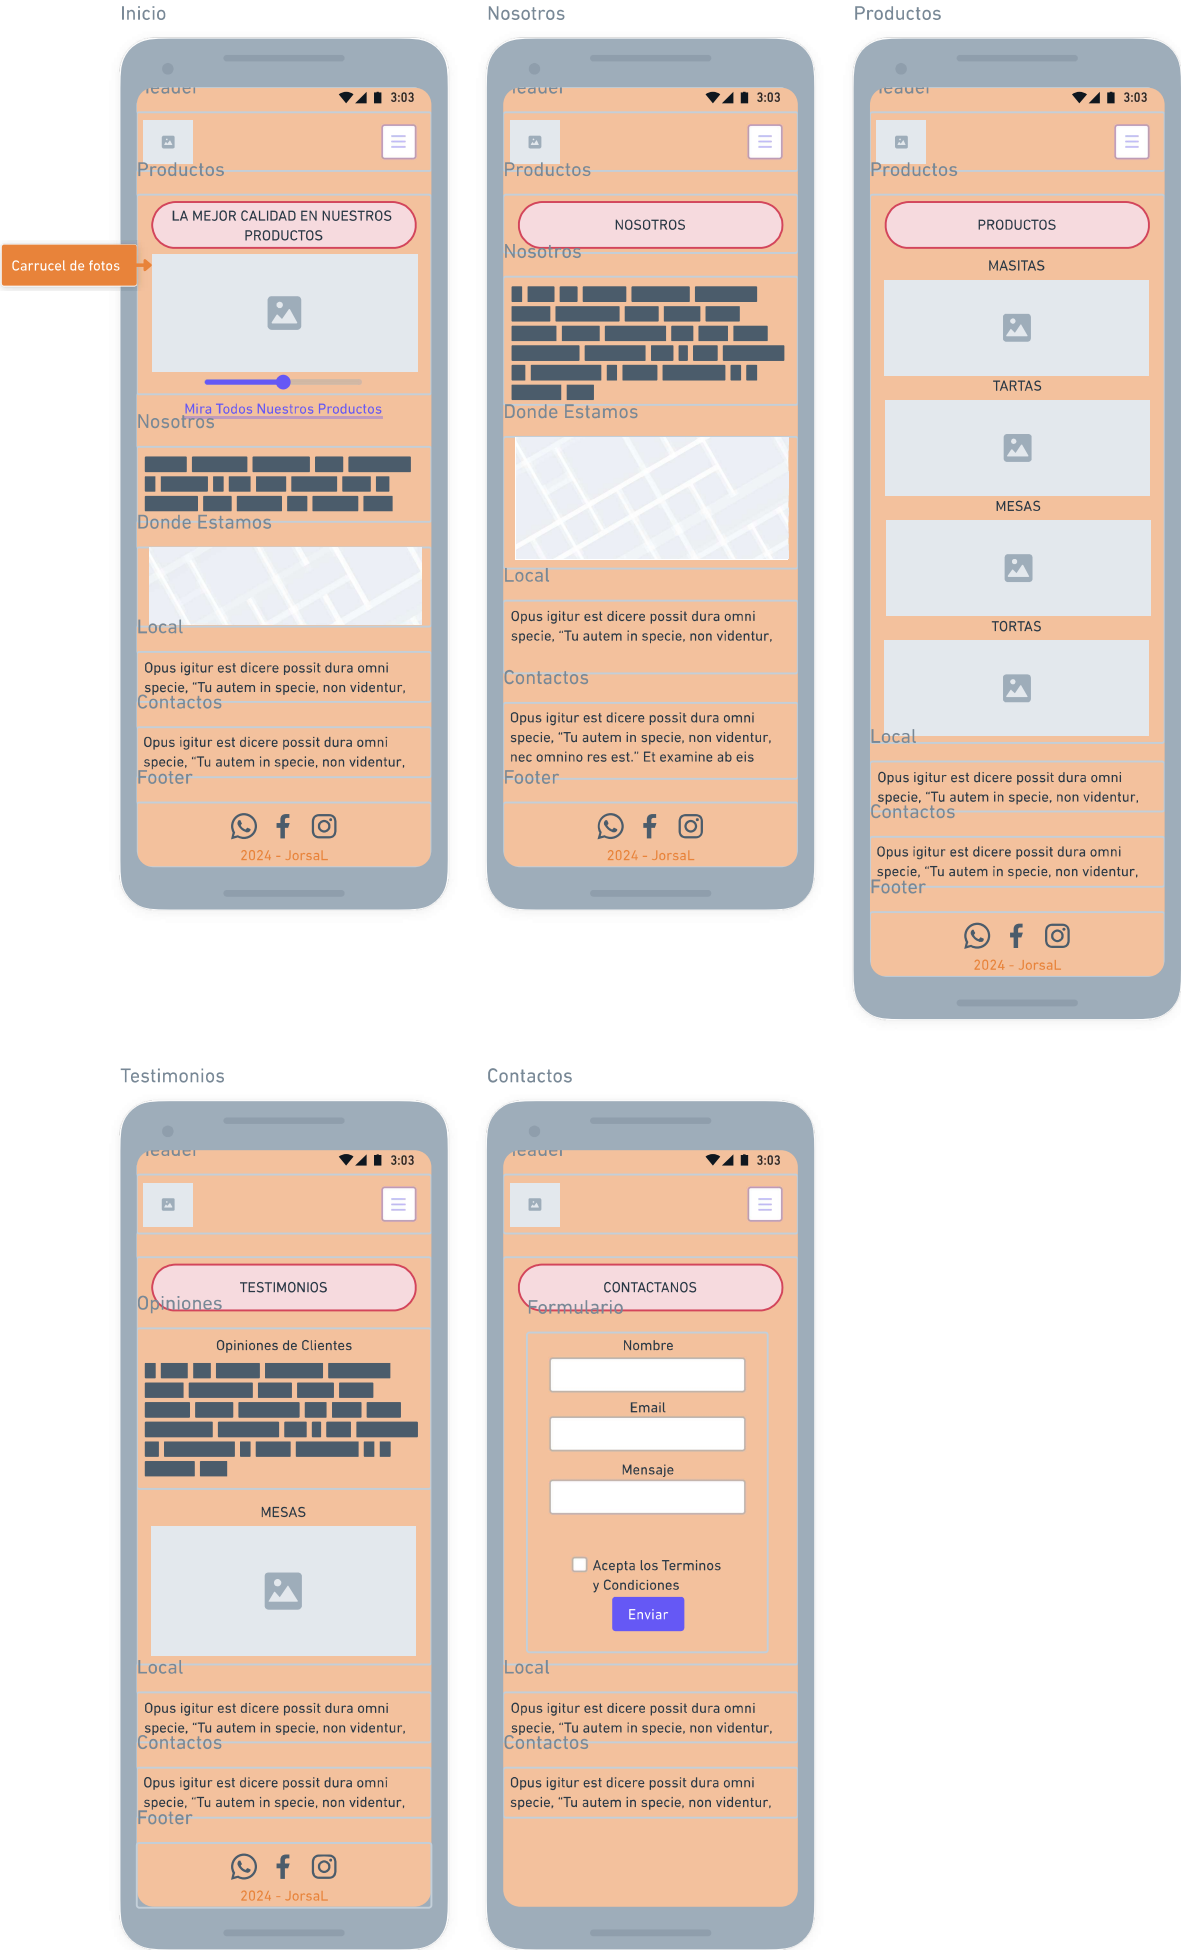 Inicio
3:03
Productos
LA MEJOR CALIDAD EN NUESTROS
PRODUCTOS
Carrucel de fotos
Mira Todos Nuestros Productos
Nosotros
Donde Estamos
Local
Opus igitur est dicere possit dura omni
specie, “Tu autem in specie, non videntur,
Contactos
Opus igitur est dicere possit dura omni
specie, “Tu autem in specie, non videntur,
Footer
2024 - JorsaL
Nosotros
3:03
Productos
NOSOTROS
Nosotros
Donde Estamos
Local
Opus igitur est dicere possit dura omni
specie, “Tu autem in specie, non videntur,
Contactos
Opus igitur est dicere possit dura omni
specie, “Tu autem in specie, non videntur,
nec omnino res est.” Et examine ab eis
Footer
2024 - JorsaL
Productos
3:03
Productos
PRODUCTOS
MASITAS
TARTAS
MESAS
TORTAS
Local
Opus igitur est dicere possit dura omni
specie, “Tu autem in specie, non videntur,
Contactos
Opus igitur est dicere possit dura omni
specie, “Tu autem in specie, non videntur,
Footer
2024 - JorsaL
Testimonios
3:03
TESTIMONIOS
Opiniones
Opiniones de Clientes
MESAS
Local
Opus igitur est dicere possit dura omni
specie, “Tu autem in specie, non videntur,
Contactos
Opus igitur est dicere possit dura omni
specie, “Tu autem in specie, non videntur,
Footer
2024 - JorsaL
Contactos
3:03
CONTACTANOS
Formulario
Nombre
Email
Mensaje
Acepta los Terminos
y Condiciones
Enviar
Local
Opus igitur est dicere possit dura omni
specie, “Tu autem in specie, non videntur,
Contactos
Opus igitur est dicere possit dura omni
specie, “Tu autem in specie, non videntur,